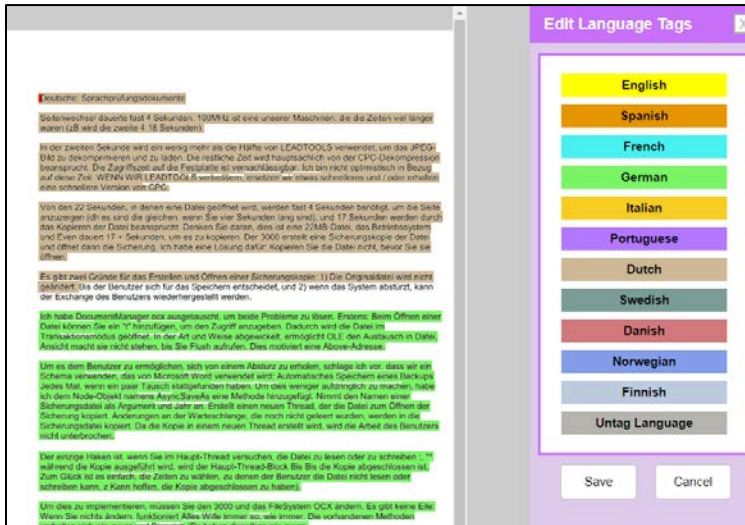 Edit Language Tags
X
Deutsche: Sprachprüfungsdokumente
Seitenwechsel dauerte fast 4 Sekunden. 100MHz ist eine unserer Maschinen, die die Zeiten viel länger
waren (zB wird die zweite 4 18 Sekunden).
In der zweiten Sekunde wird ein wenig mehr als die Hälfte von LEADTOOLS verwendet, um das JPEG-
Bild zu dekomprimieren und zu laden. Die restliche Zeit wird hauptsächlich von der CPC-Dekompression
beansprucht. Die Zugriffszeit auf die Festplatte ist vernachlässigbar. Ich bin nicht optimistisch in Bezug
auf diese Zeit. WENN WIR LEADTOOLS verbessern, ersetzen wir etwas schnelleres und / oder erhalten
eine schnellere Version von CPC.
Von den 22 Sekunden, in denen eine Datei geöffnet wird, werden fast 4 Sekunden benötigt, um die Seite
anzuzeigen (dh es sind die gleichen, wenn Sie vier Sekunden lang sind), und 17 Sekunden werden durch
das Kopieren der Datei beansprucht. Denken Sie daran, dies ist eine 22MB Datei, das Betriebssystem
und Even dauert 17 + Sekunden, um es zu kopieren. Der 3000 erstellt eine Sicherungskopie der Datei
und öffnet dann die Sicherung. Ich habe eine Lösung dafür: Kopieren Sie die Datei nicht, bevor Sie sie
öffnen.
Es gibt zwei Gründe für das Erstellen und Öffnen einer Sicherungskopie: 1) Die Originaldatei wird nicht
geändert. Bis der Benutzer sich für das Speichern entscheidet, und 2) wenn das System abstürzt, kann
der Exchange des Benutzers wiederhergestellt werden.
Ich habe DocumentManager.ocx ausgetauscht, um beide Probleme zu lösen. Erstens: Beim Öffnen einer
Datei können Sie ein "t" hinzufügen, um den Zugriff anzugeben. Dadurch wird die Datei im
Transaktionsmodus geöffnet. In der Art und Weise abgewickelt, ermöglicht OLE den Austausch in Datei,
Ansicht macht sie nicht stehen, bis Sie Flush aufrufen. Dies motiviert eine Above-Adresse.
Um es dem Benutzer zu ermöglichen, sich von einem Absturz zu erholen, schlage ich vor, dass wir ein
Schema verwenden, das von Microsoft Word verwendet wird: Automatisches Speichern eines Backups
Jedes Mal, wenn ein paar Tausch stattgefunden haben. Um dies weniger aufdringlich zu machen, habe
ich dem Node-Objekt namens AsyncSaveAs eine Methode hinzugefügt. Nimmt den Namen einer
Sicherungsdatei als Argument und Jahr an. Erstellt einen neuen Thread, der die Datei zum Öffnen der
Sicherung kopiert. Änderungen an der Warteschlange, die noch nicht geleert wurden, werden in die
Sicherungsdatei kopiert. Da die Kopie in einem neuen Thread erstellt wird, wird die Arbeit des Benutzers
nicht unterbrochen.
Der einzige Haken ist, wenn Sie im Haupt-Thread versuchen, die Datei zu lesen oder zu schreiben
während die Kopie ausgeführt wird, wird der Haupt-Thread-Block Bis Bis die Kopie abgeschlossen ist.
Zum Glück ist es einfach, die Zeiten zu wählen, zu denen der Benutzer die Datei nicht lesen oder
schreiben kann, z Kann hoffen, die Kopie abgeschlossen zu haben).
Um dies zu implementieren, müssen Sie den 3000 und das FileSystem OCX ändern. Es gibt keine Eile:
Wenn Sie nichts ändern, funktioniert Alles Wille immer so, wie immer. Die vorhandenen Methoden
English
Spanish
French
German
Italian
Portuguese
Dutch
Swedish
Danish
Norwegian
Finnish
Untag Language
Save
Cancel